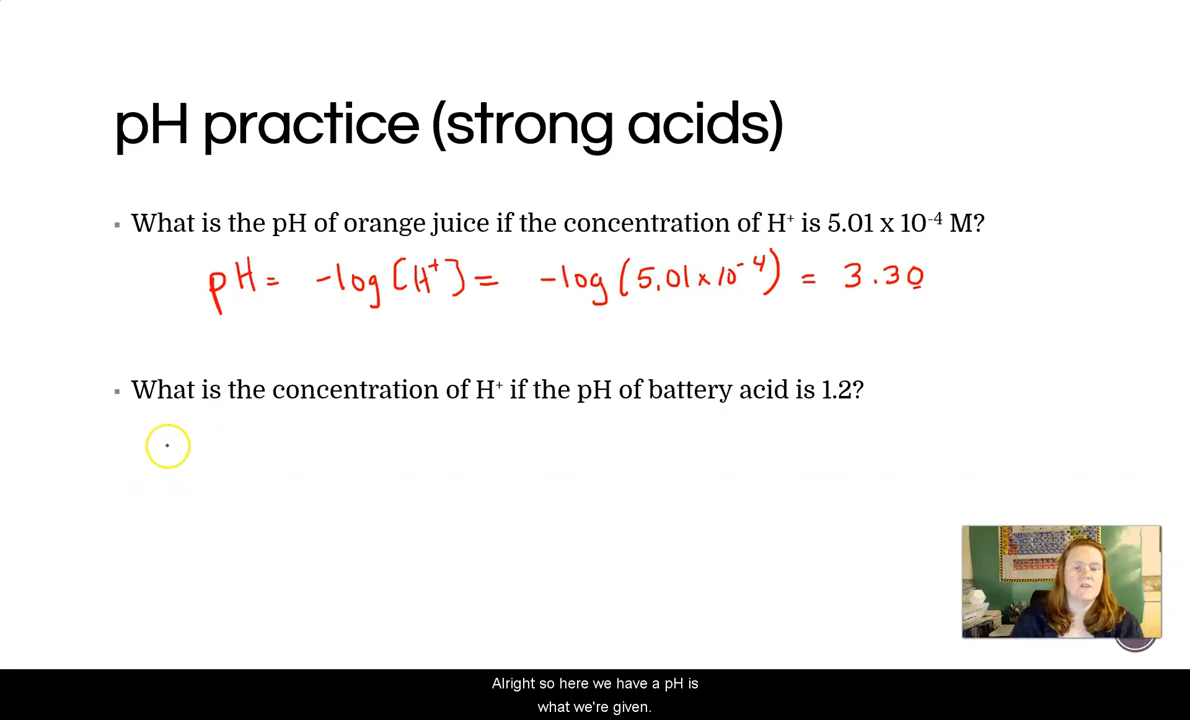 pH practice (strong acids)
▪ What is the pH of orange juice if the concentration of H⁺ is 5.01 x 10⁻⁴ M?
pH = -log[H⁺] = -log(5.01 x 10⁻⁴) = 3.30
▪ What is the concentration of H⁺ if the pH of battery acid is 1.2?
Alright so here we have a pH is
what we're given.